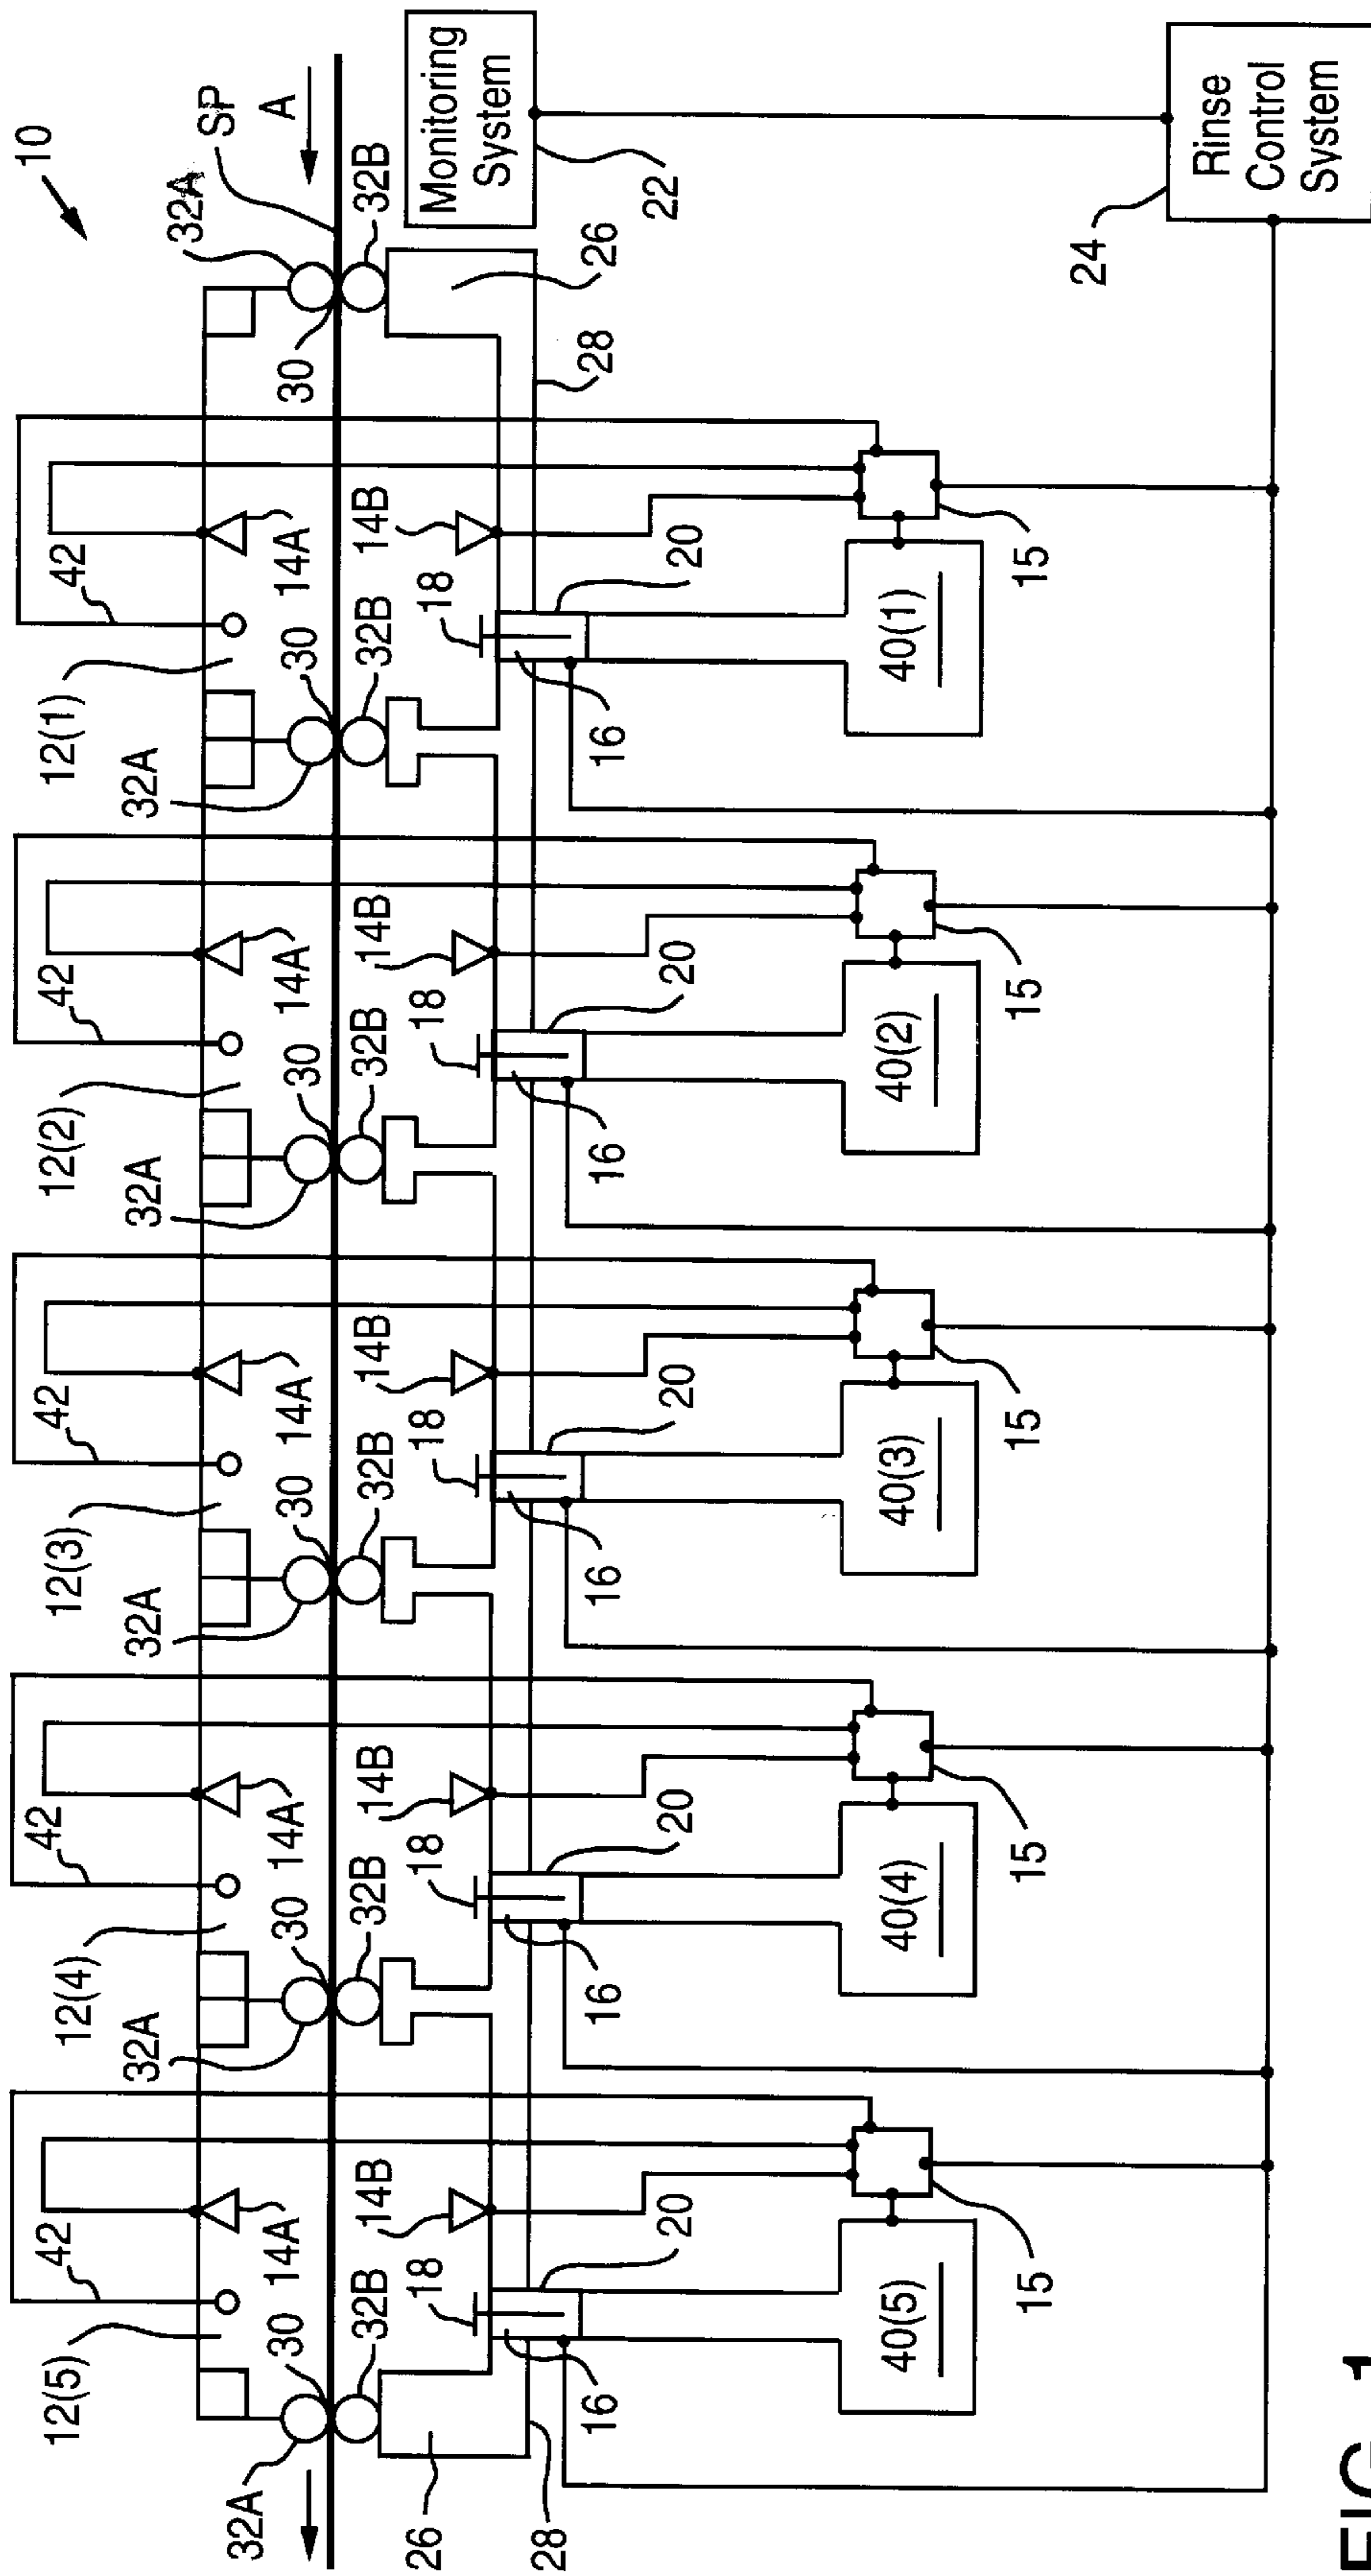 10
SP
A
32A
30
32B
Monitoring
System
22
26
28
Rinse
Control
System
24
42
14A
12(1)
32A
30
32B
14B
18
20
16
15
40(1)
42
14A
12(2)
32A
30
32B
14B
18
20
16
15
40(2)
42
14A
12(3)
32A
30
32B
14B
18
20
16
15
40(3)
42
14A
12(4)
32A
30
32B
14B
18
20
16
15
40(4)
42
14A
12(5)
32A
30
32B
14B
18
20
16
15
40(5)
26
28
FIG. 1